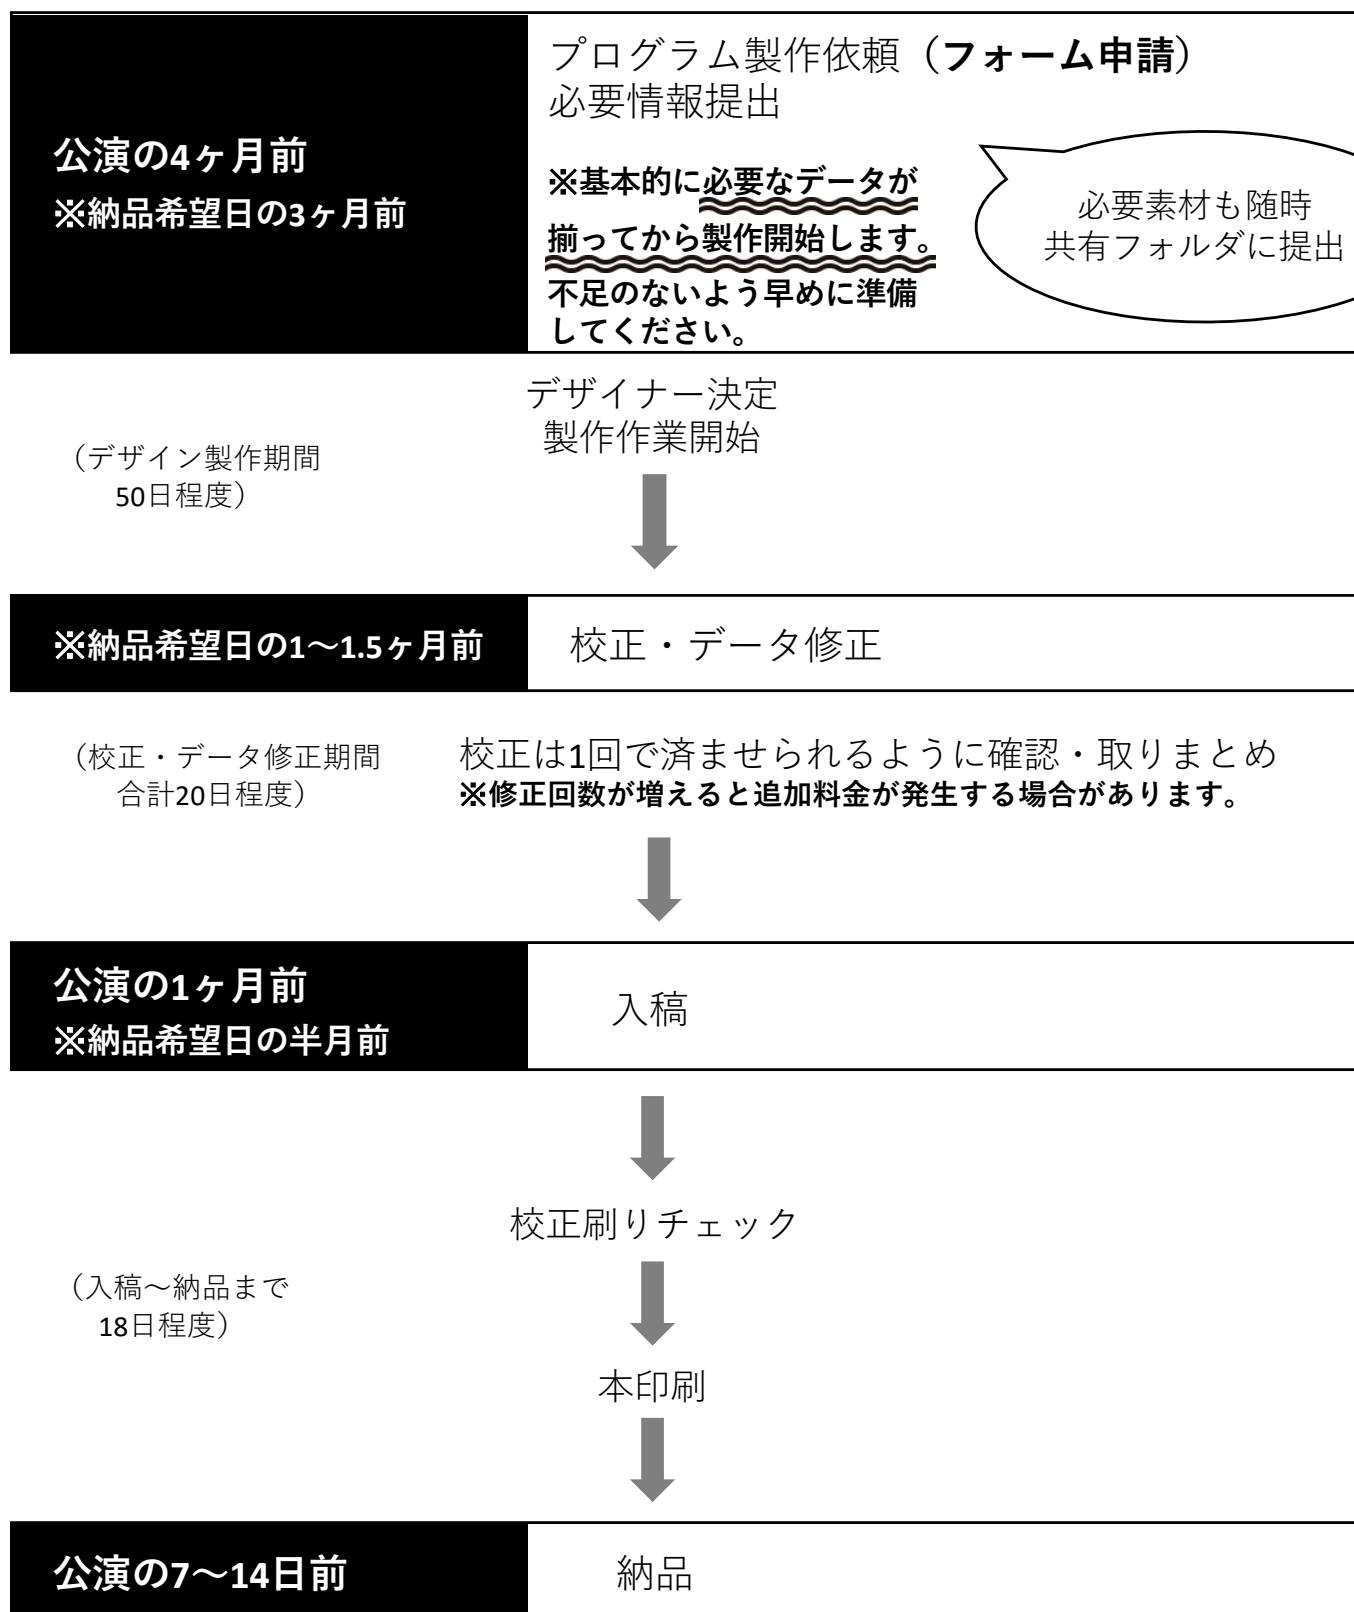 公演の4ヶ月前
※納品希望日の3ヶ月前
プログラム製作依頼（フォーム申請）
必要情報提出
※基本的に必要なデータが
揃ってから製作開始します。
不足のないよう早めに準備
してください。
必要素材も随時
共有フォルダに提出
デザイナー決定
製作作業開始
（デザイン製作期間
50日程度）
※納品希望日の1～1.5ヶ月前
校正・データ修正
（校正・データ修正期間
合計20日程度）
校正は1回で済ませられるように確認・取りまとめ
※修正回数が増えると追加料金が発生する場合があります。
公演の1ヶ月前
※納品希望日の半月前
入稿
校正刷りチェック
（入稿～納品まで
18日程度）
本印刷
公演の7～14日前
納品